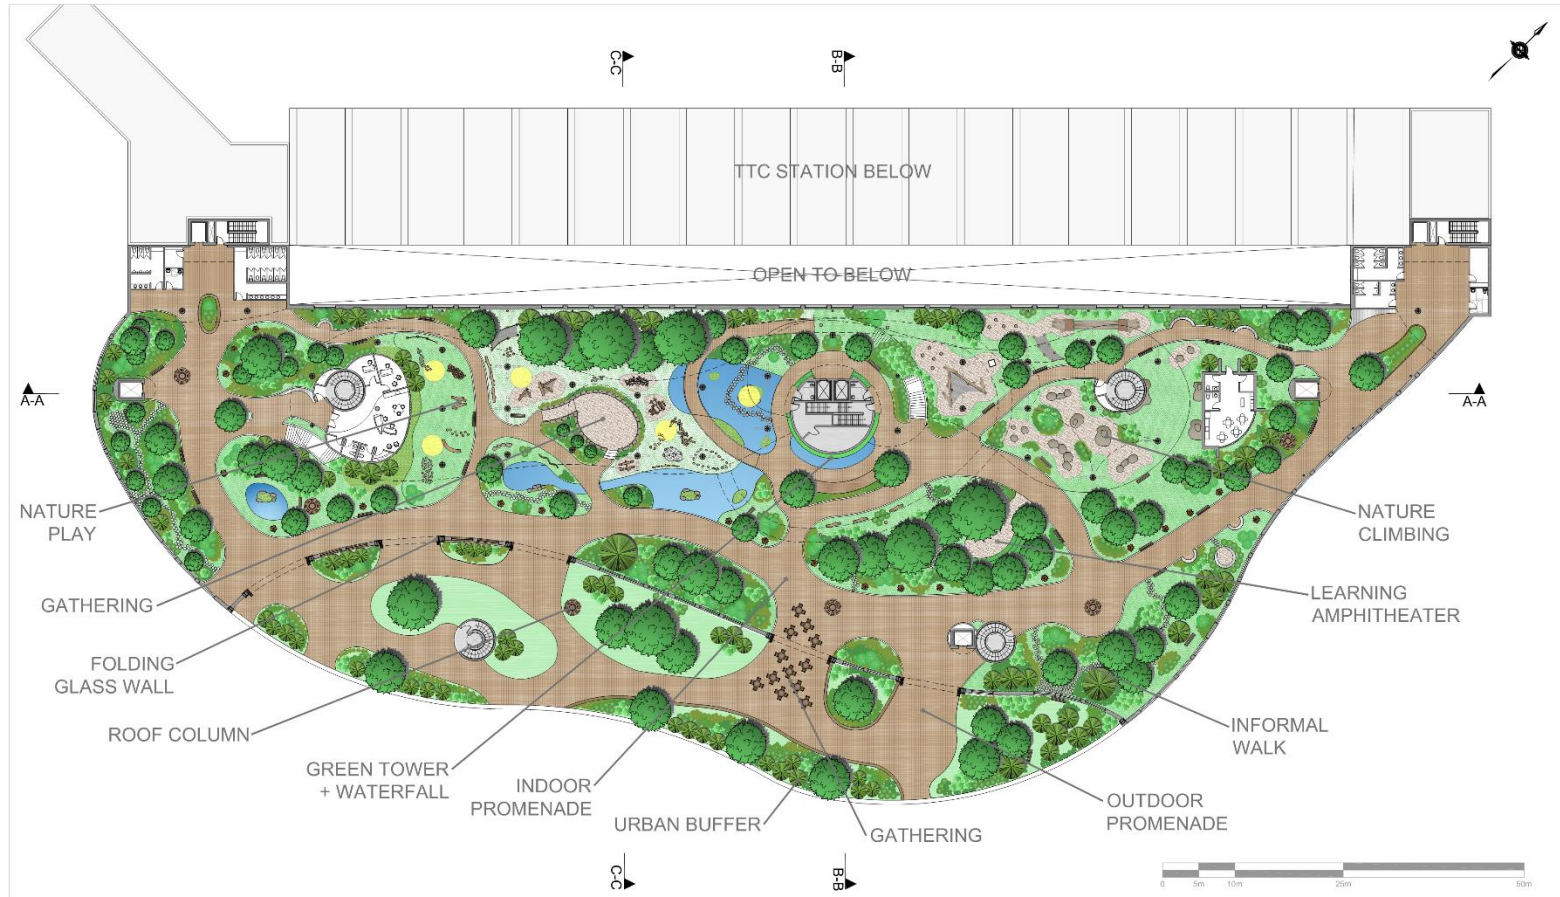 C-C
B-B
TTC STATION BELOW
OPEN TO BELOW
A-A
A-A
NATURE
PLAY
NATURE
CLIMBING
GATHERING
LEARNING
AMPHITHEATER
FOLDING
GLASS WALL
ROOF COLUMN
INFORMAL
WALK
GREEN TOWER
+ WATERFALL
INDOOR
PROMENADE
URBAN BUFFER
GATHERING
OUTDOOR
PROMENADE
C-C
B-B
0 5m 10m 25m 50m